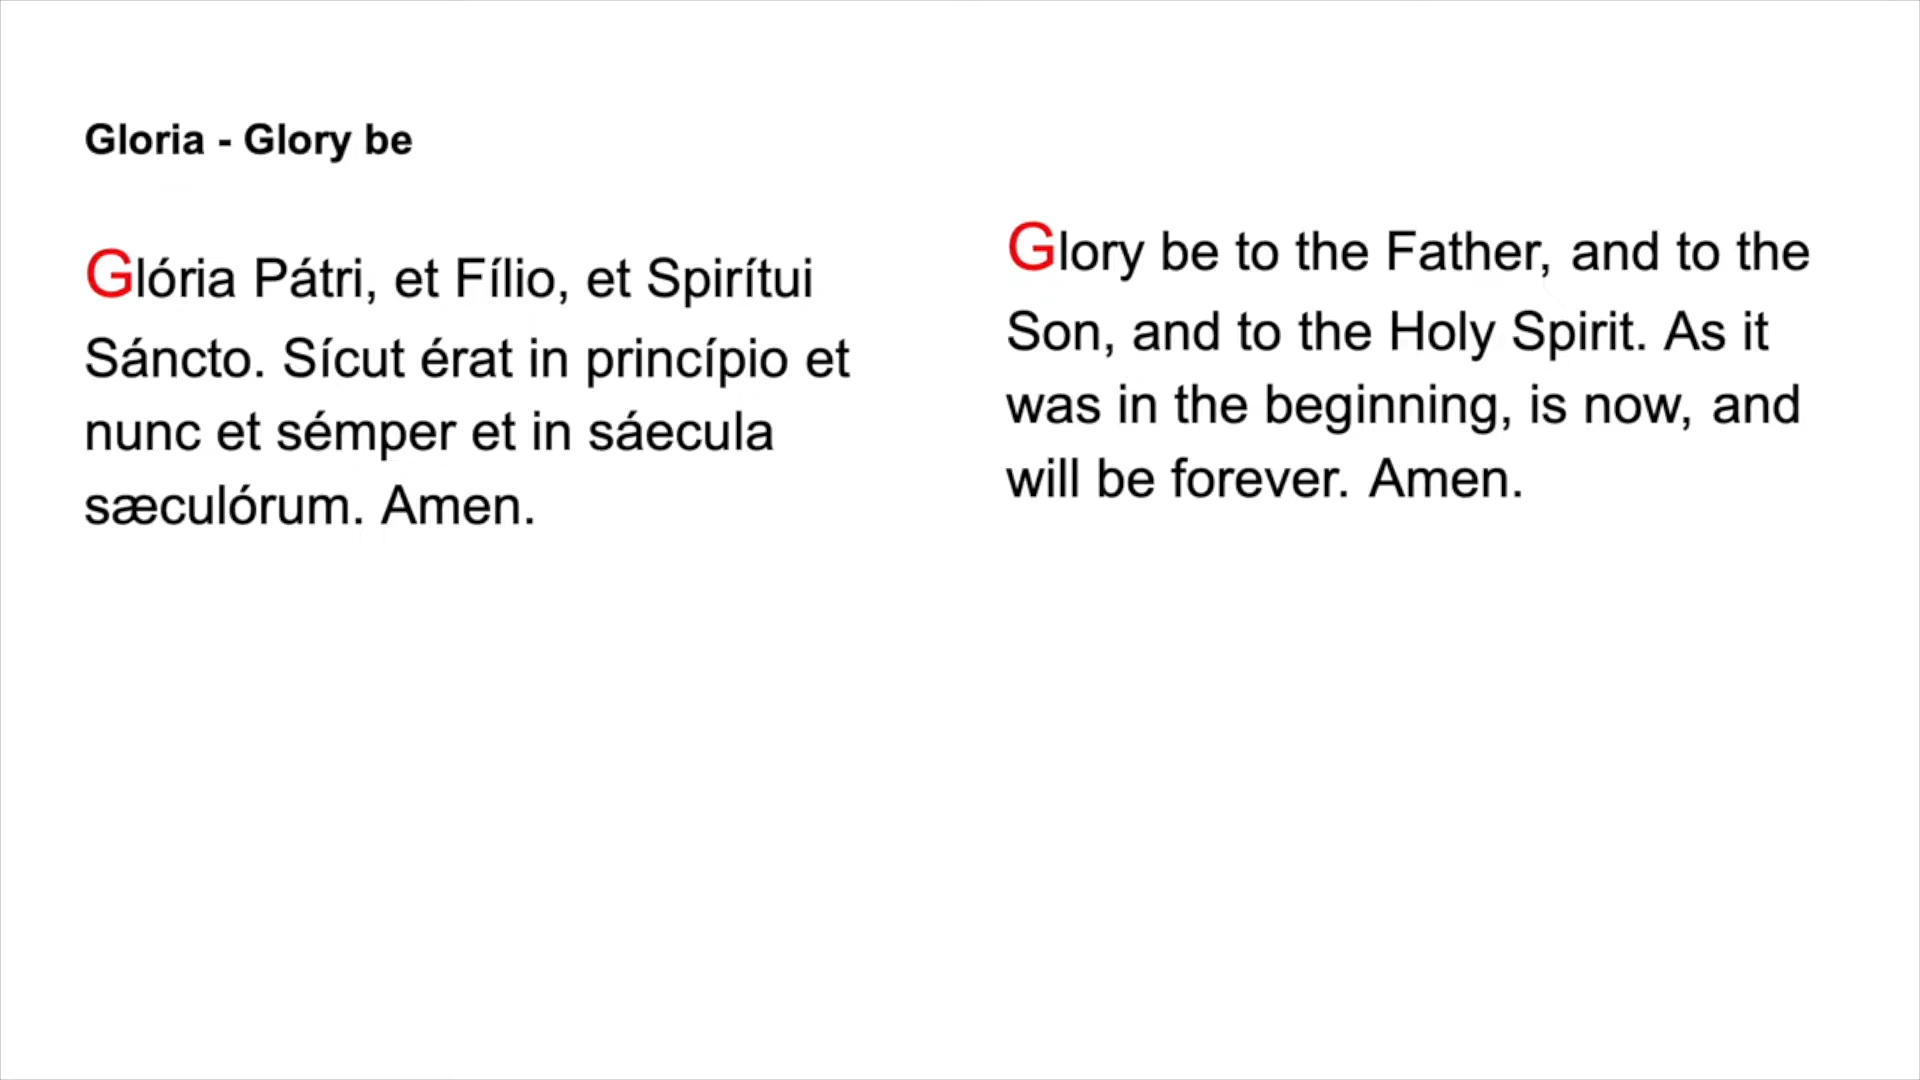 Gloria - Glory be
Glória Pátri, et Fílio, et Spirítui
Sáncto. Sícut érat in princípio et
nunc et sémper et in sáecula
sæculórum. Amen.
Glory be to the Father, and to the
Son, and to the Holy Spirit. As it
was in the beginning, is now, and
will be forever. Amen.